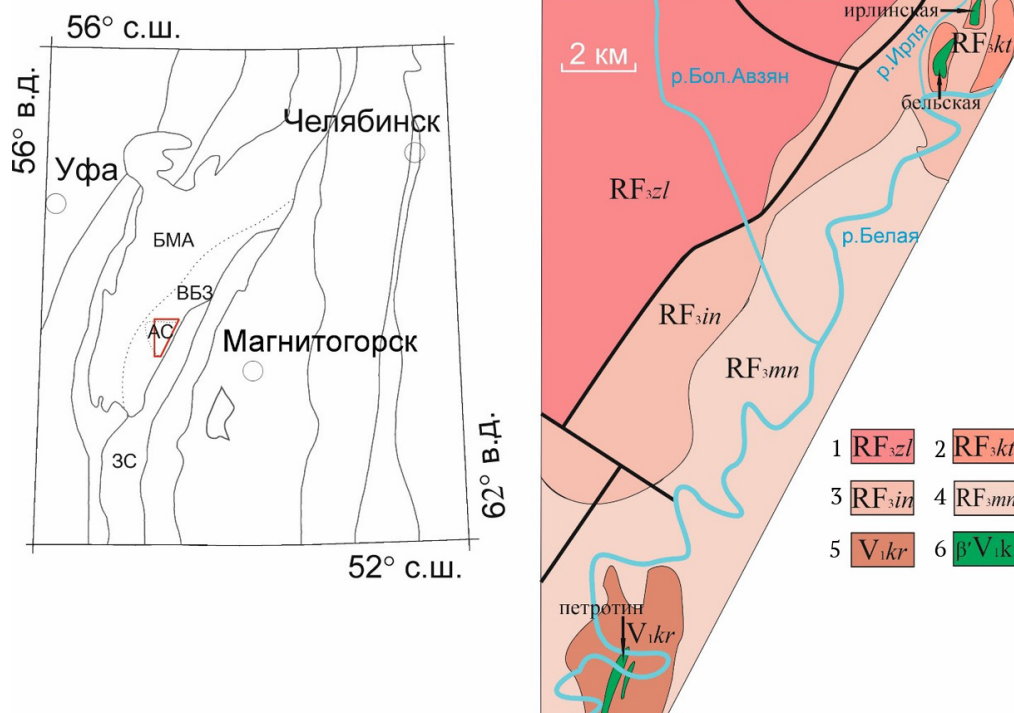 56° с.ш.
56° в.д.
Челябинск
Уфа
БМА
ВБЗ
АС
Магнитогорск
ЗС
62° в.д.
52° с.ш.
ирлинская
RF₃kt
р.Ирля
2 км
р.Бол.Авзян
бельская
RF₃zl
р.Белая
RF₃in
RF₃mn
1 RF₃zl 2 RF₃kt
3 RF₃in 4 RF₃mn
5 V₁kr 6 β'V₁k
петротин
V₁kr